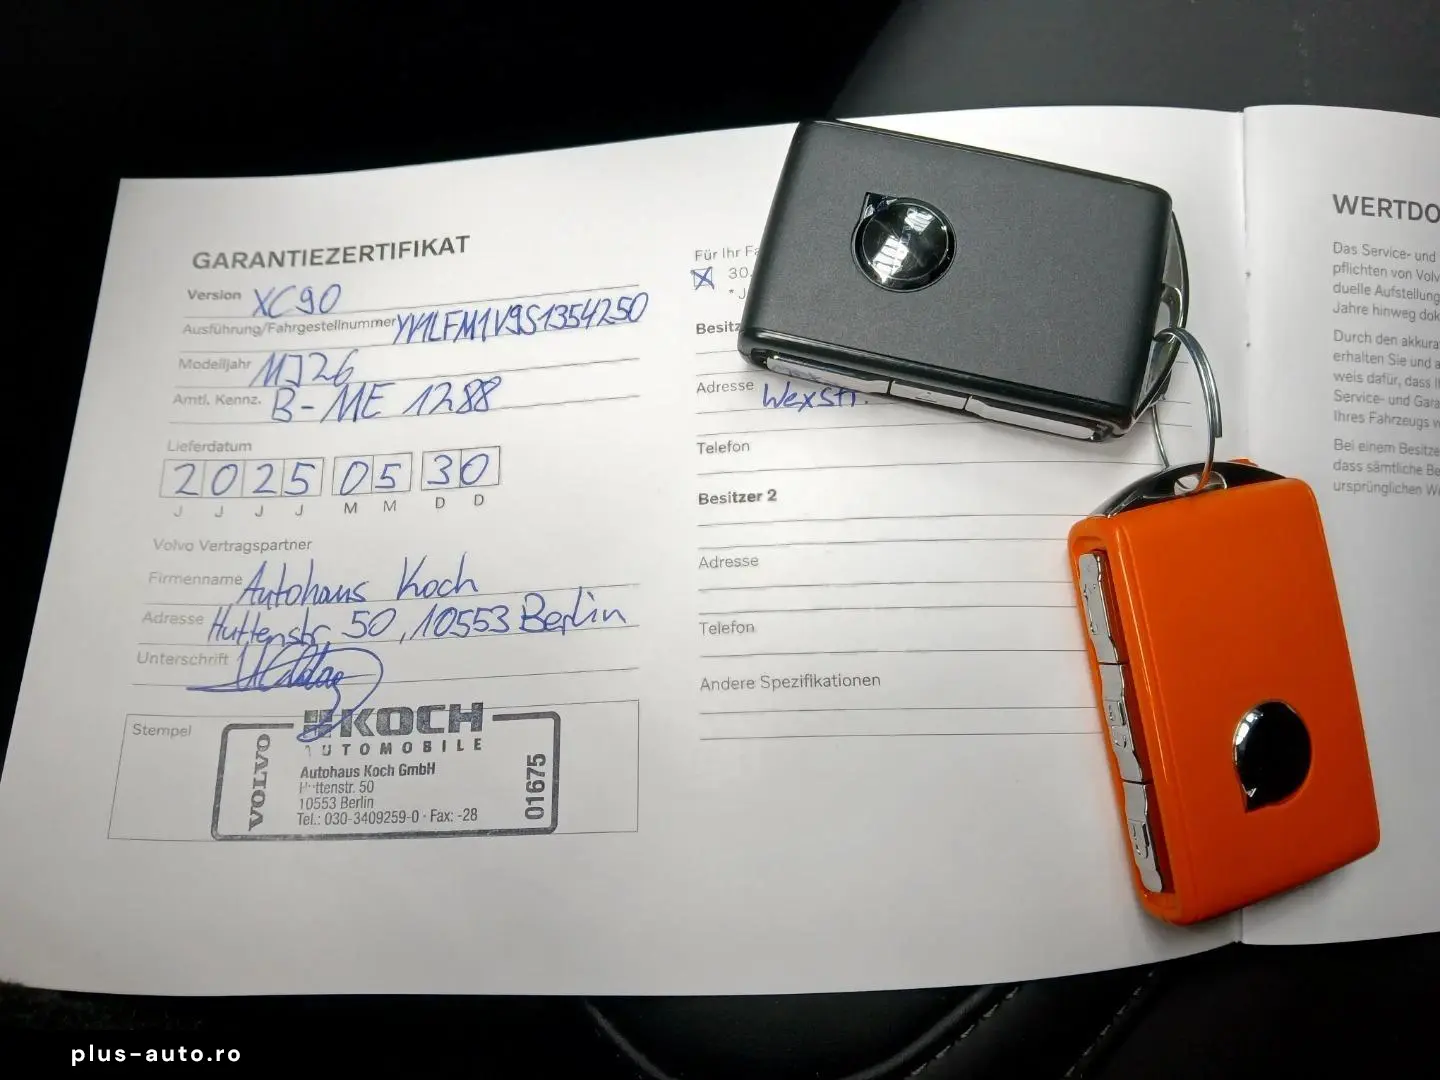 GARANTIEZERTIFIKAT
Version XC90
Ausführung/Fahrgestellnummer YV1LFM1V9S1354250
Modelljahr MJ26
Amtl. Kennz. B-ME 1288
Lieferdatum
2025 05 30
J J J J M M D D
Volvo Vertragspartner
Firmenname Autohaus Koch
Adresse Huttenstr. 50, 10553 Berlin
Unterschrift
Stempel
VOLVO
KOCH
AUTOMOBILE
Autohaus Koch GmbH
Huttenstr. 50
10553 Berlin
Tel.: 030-3409259-0 · Fax: -28
01675
Für Ihr
30.
Adresse Wexstr.
Telefon
Besitzer 2
Adresse
Telefon
Andere Spezifikationen
WERTDO
Das Service- und
pflichten von Volv
duelle Aufstellung
Jahre hinweg dok
Durch den akkura
erhalten Sie und a
weis dafür, dass I
Service- und Gara
Ihres Fahrzeugs
Bei einem Besitze
dass sämtliche Be
ursprünglichen
plus-auto.ro